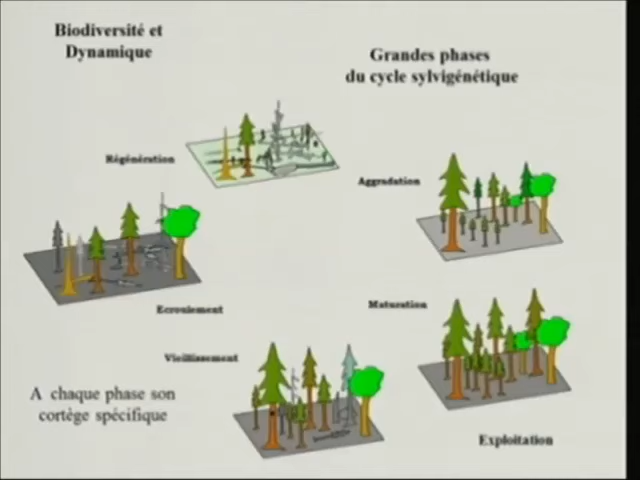 Biodiversité et
Dynamique
Grandes phases
du cycle sylvigénétique
Régénération
Aggradation
Ecroulement
Maturation
Vieillissement
A chaque phase son
cortège spécifique
Exploitation